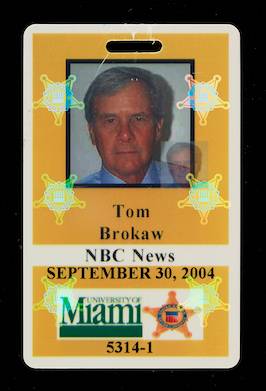 Tom
Brokaw
NBC News
SEPTEMBER 30, 2004
UNIVERSITY OF
Miami
5314-1